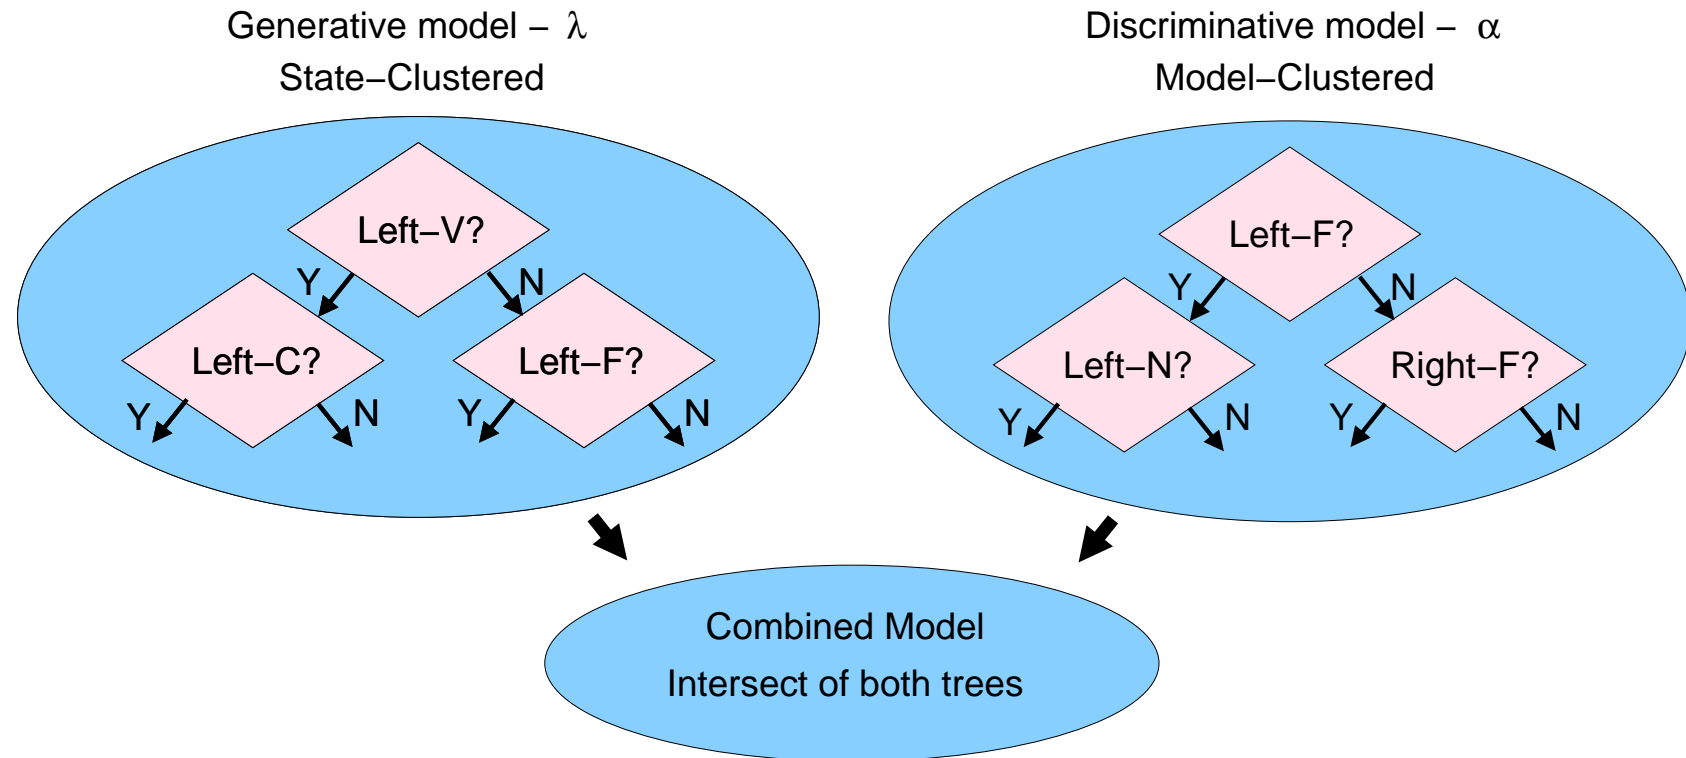 Generative model – λ
State–Clustered
Left–V?
Y
N
Left–C?
Left–F?
Y
N
Y
N
Discriminative model – α
Model–Clustered
Left–F?
Y
N
Left–N?
Right–F?
Y
N
Y
N
Combined Model
Intersect of both trees